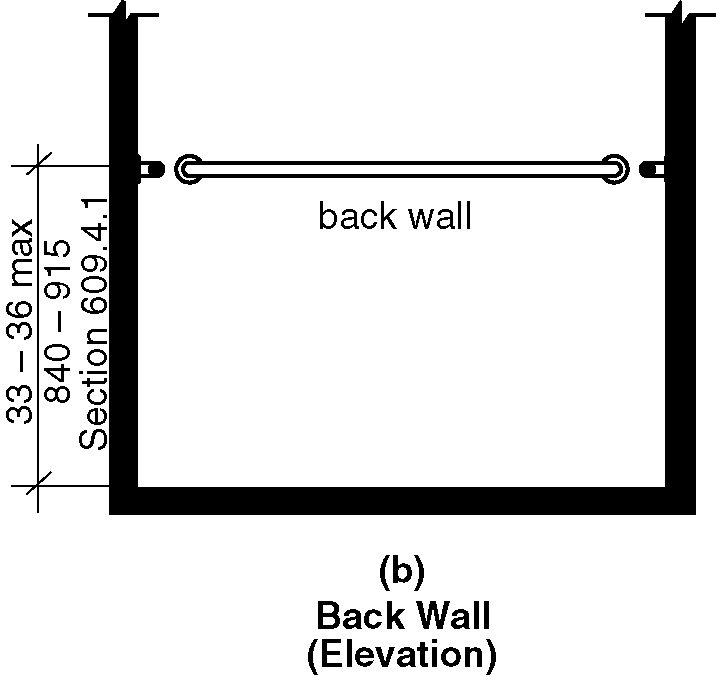 back wall
33 – 36 max
840 – 915
Section 609.4.1
(b)
Back Wall
(Elevation)